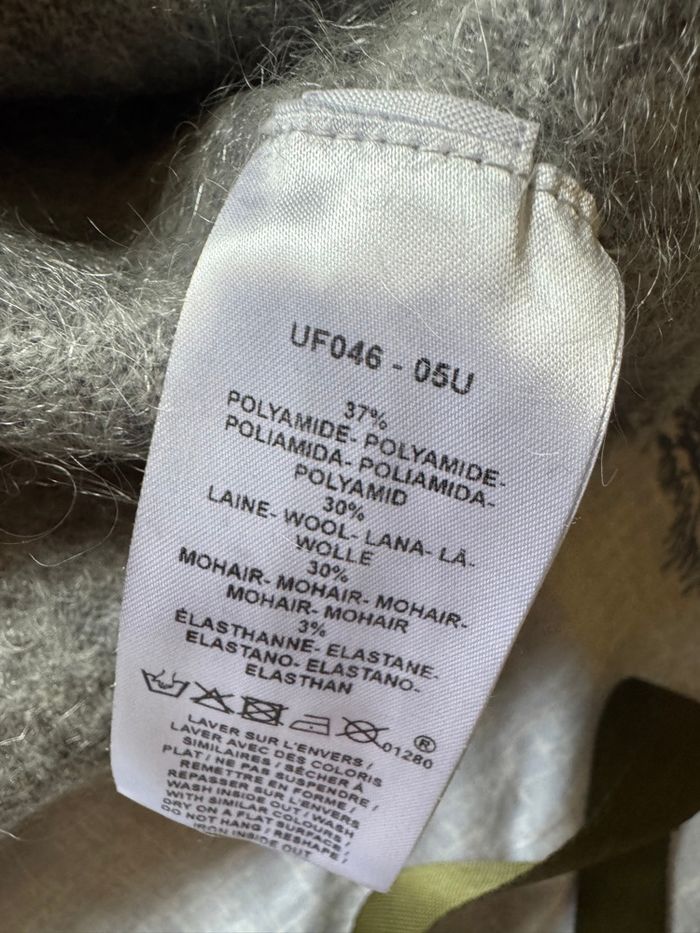 UF046 - 05U
37%
POLYAMIDE- POLYAMIDE-
POLIAMIDA- POLIAMIDA-
POLYAMID
30%
LAINE- WOOL- LANA- LÃ-
WOLLE
30%
MOHAIR- MOHAIR- MOHAIR-
MOHAIR- MOHAIR
3%
ÉLASTHANNE- ELASTANE-
ELASTANO- ELASTANO-
ELASTHAN
®
01280
LAVER SUR L'ENVERS /
LAVER AVEC DES COLORIS
SIMILAIRES / SÉCHER À
PLAT / NE PAS SUSPENDRE /
REMETTRE EN FORME /
REPASSER SUR L'ENVERS
WASH INSIDE OUT / WASH
WITH SIMILAR COLOURS /
DRY ON A FLAT SURFACE /
DO NOT HANG / RESHAPE /
IRON INSIDE OUT